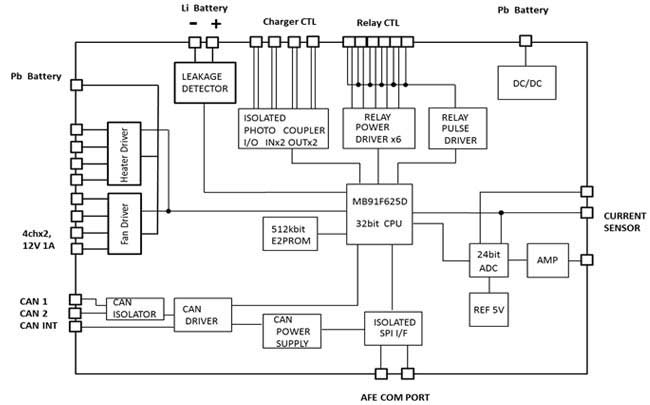 Li Battery
- +
Charger CTL
Relay CTL
Pb Battery
Pb Battery
LEAKAGE
DETECTOR
DC/DC
ISOLATED
PHOTO COUPLER
I/O INx2 OUTx2
RELAY
POWER
DRIVER x6
RELAY
PULSE
DRIVER
Heater Driver
Fan Driver
MB91F625D
32bit CPU
512kbit
E2PROM
4chx2,
12V 1A
CURRENT
SENSOR
24bit
ADC
AMP
REF 5V
CAN 1
CAN 2
CAN INT
CAN
ISOLATOR
CAN
DRIVER
CAN
POWER
SUPPLY
ISOLATED
SPI I/F
AFE COM PORT